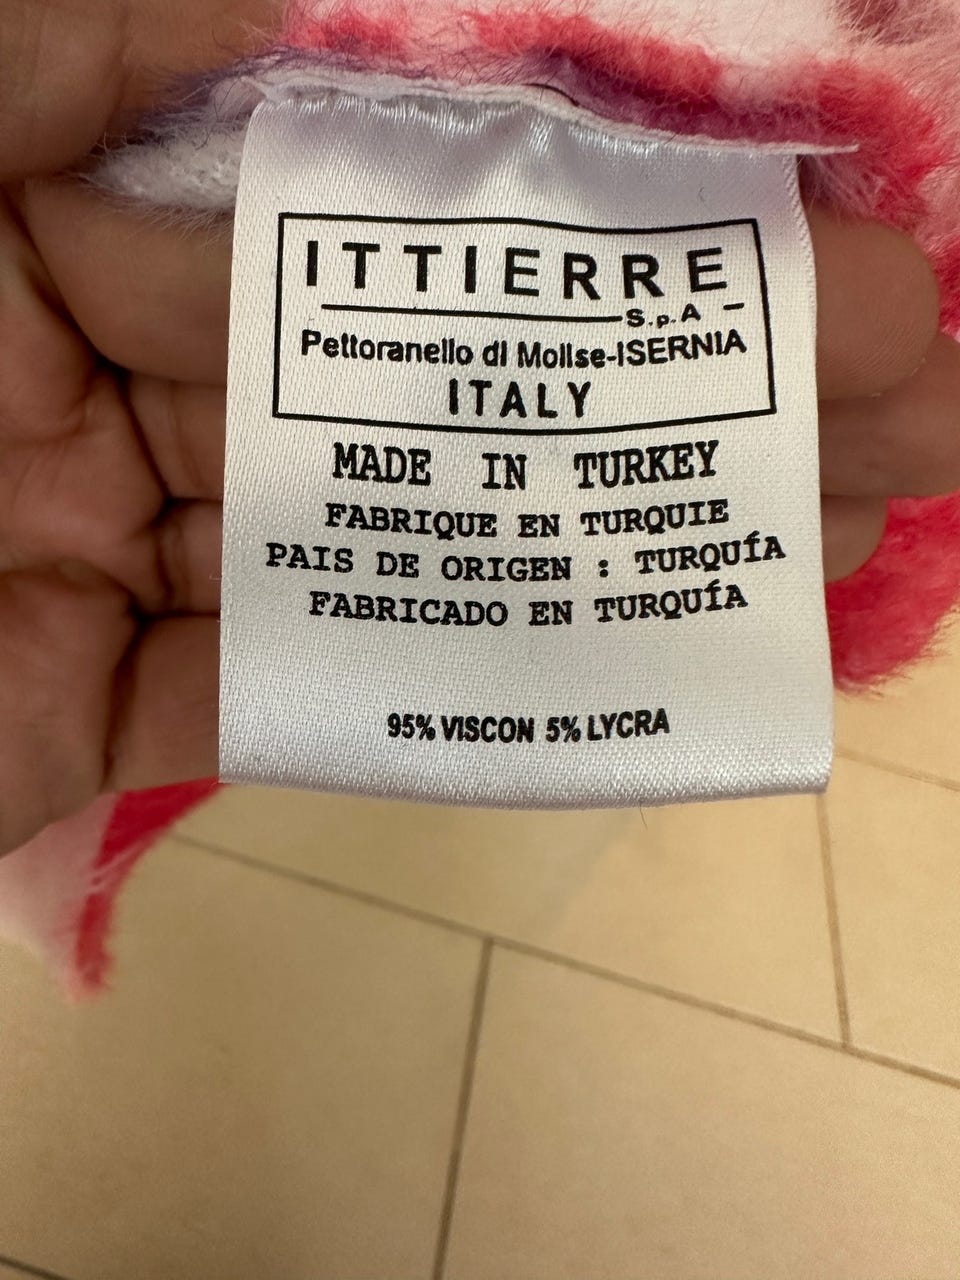 ITTIERRE
S.p.A
Pettoranello di Molise-ISERNIA
ITALY
MADE IN TURKEY
FABRIQUE EN TURQUIE
PAIS DE ORIGEN : TURQUÍA
FABRICADO EN TURQUÍA
95% VISCON 5% LYCRA